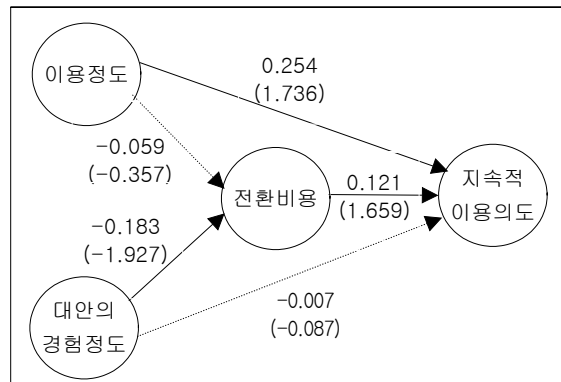 이용정도
0.254
(1.736)
-0.059
(-0.357)
전환비용
0.121
(1.659)
지속적
이용의도
-0.183
(-1.927)
-0.007
(-0.087)
대안의
경험정도